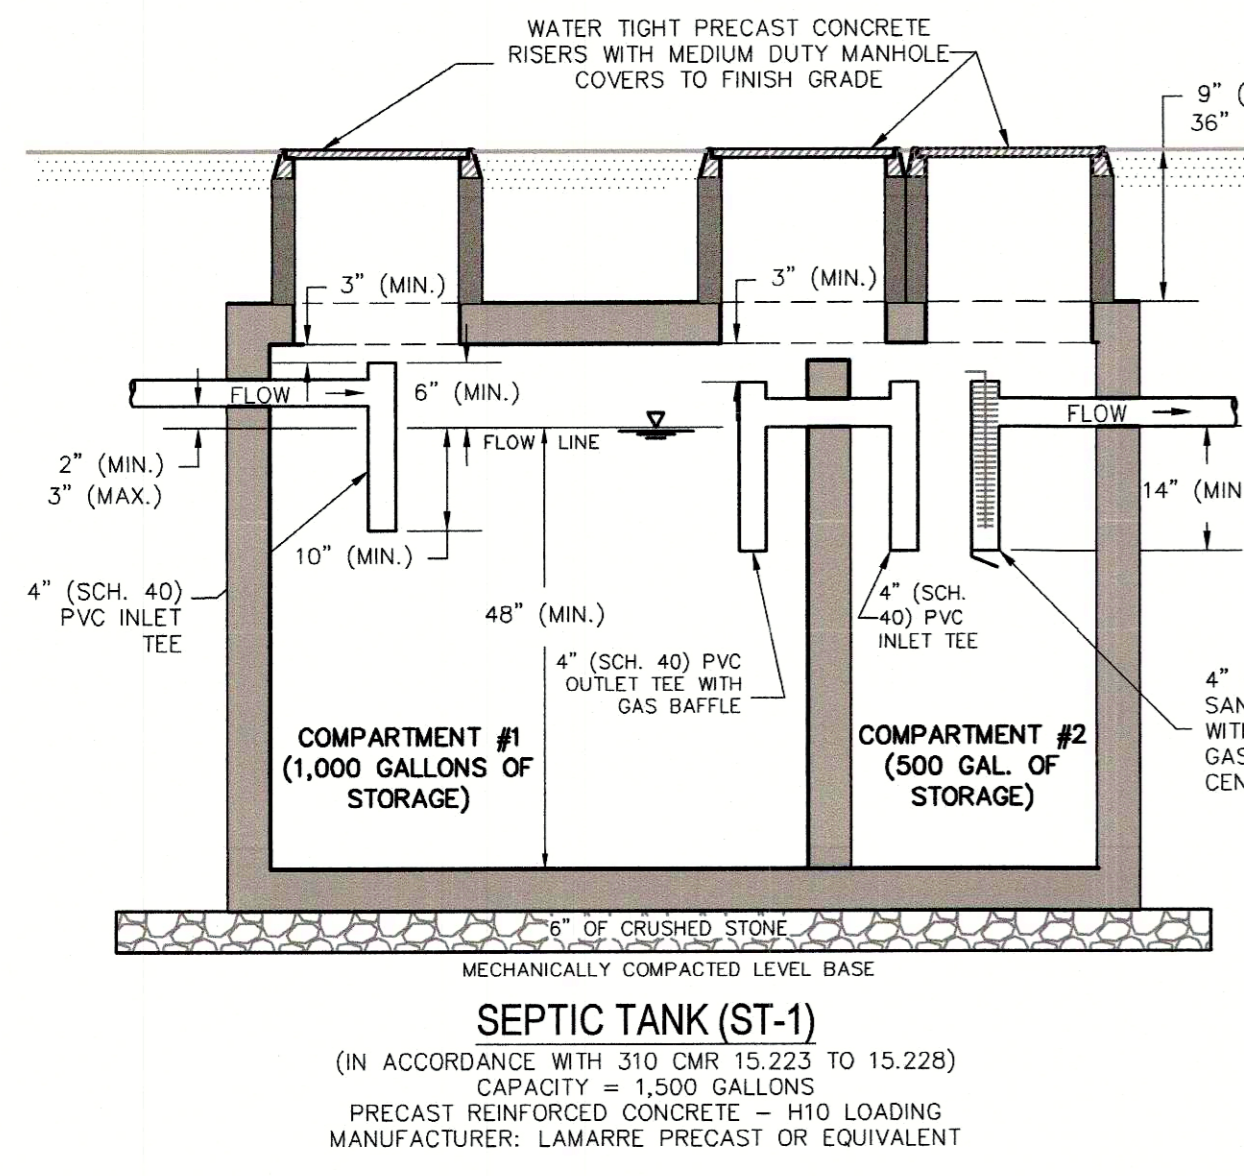 WATER TIGHT PRECAST CONCRETE
RISERS WITH MEDIUM DUTY MANHOLE
COVERS TO FINISH GRADE
9" (
36"
3" (MIN.)
3" (MIN.)
6" (MIN.)
FLOW
FLOW
FLOW LINE
2" (MIN.)
3" (MAX.)
14" (MIN
10" (MIN.)
4" (SCH. 40)
PVC INLET
TEE
48" (MIN.)
4" (SCH.
40) PVC
INLET TEE
4" (SCH. 40) PVC
OUTLET TEE WITH
GAS BAFFLE
4"
SAN
WIT
GAS
CEN
COMPARTMENT #1
(1,000 GALLONS OF
STORAGE)
COMPARTMENT #2
(500 GAL. OF
STORAGE)
6" OF CRUSHED STONE
MECHANICALLY COMPACTED LEVEL BASE
SEPTIC TANK (ST-1)
(IN ACCORDANCE WITH 310 CMR 15.223 TO 15.228)
CAPACITY = 1,500 GALLONS
PRECAST REINFORCED CONCRETE – H10 LOADING
MANUFACTURER: LAMARRE PRECAST OR EQUIVALENT